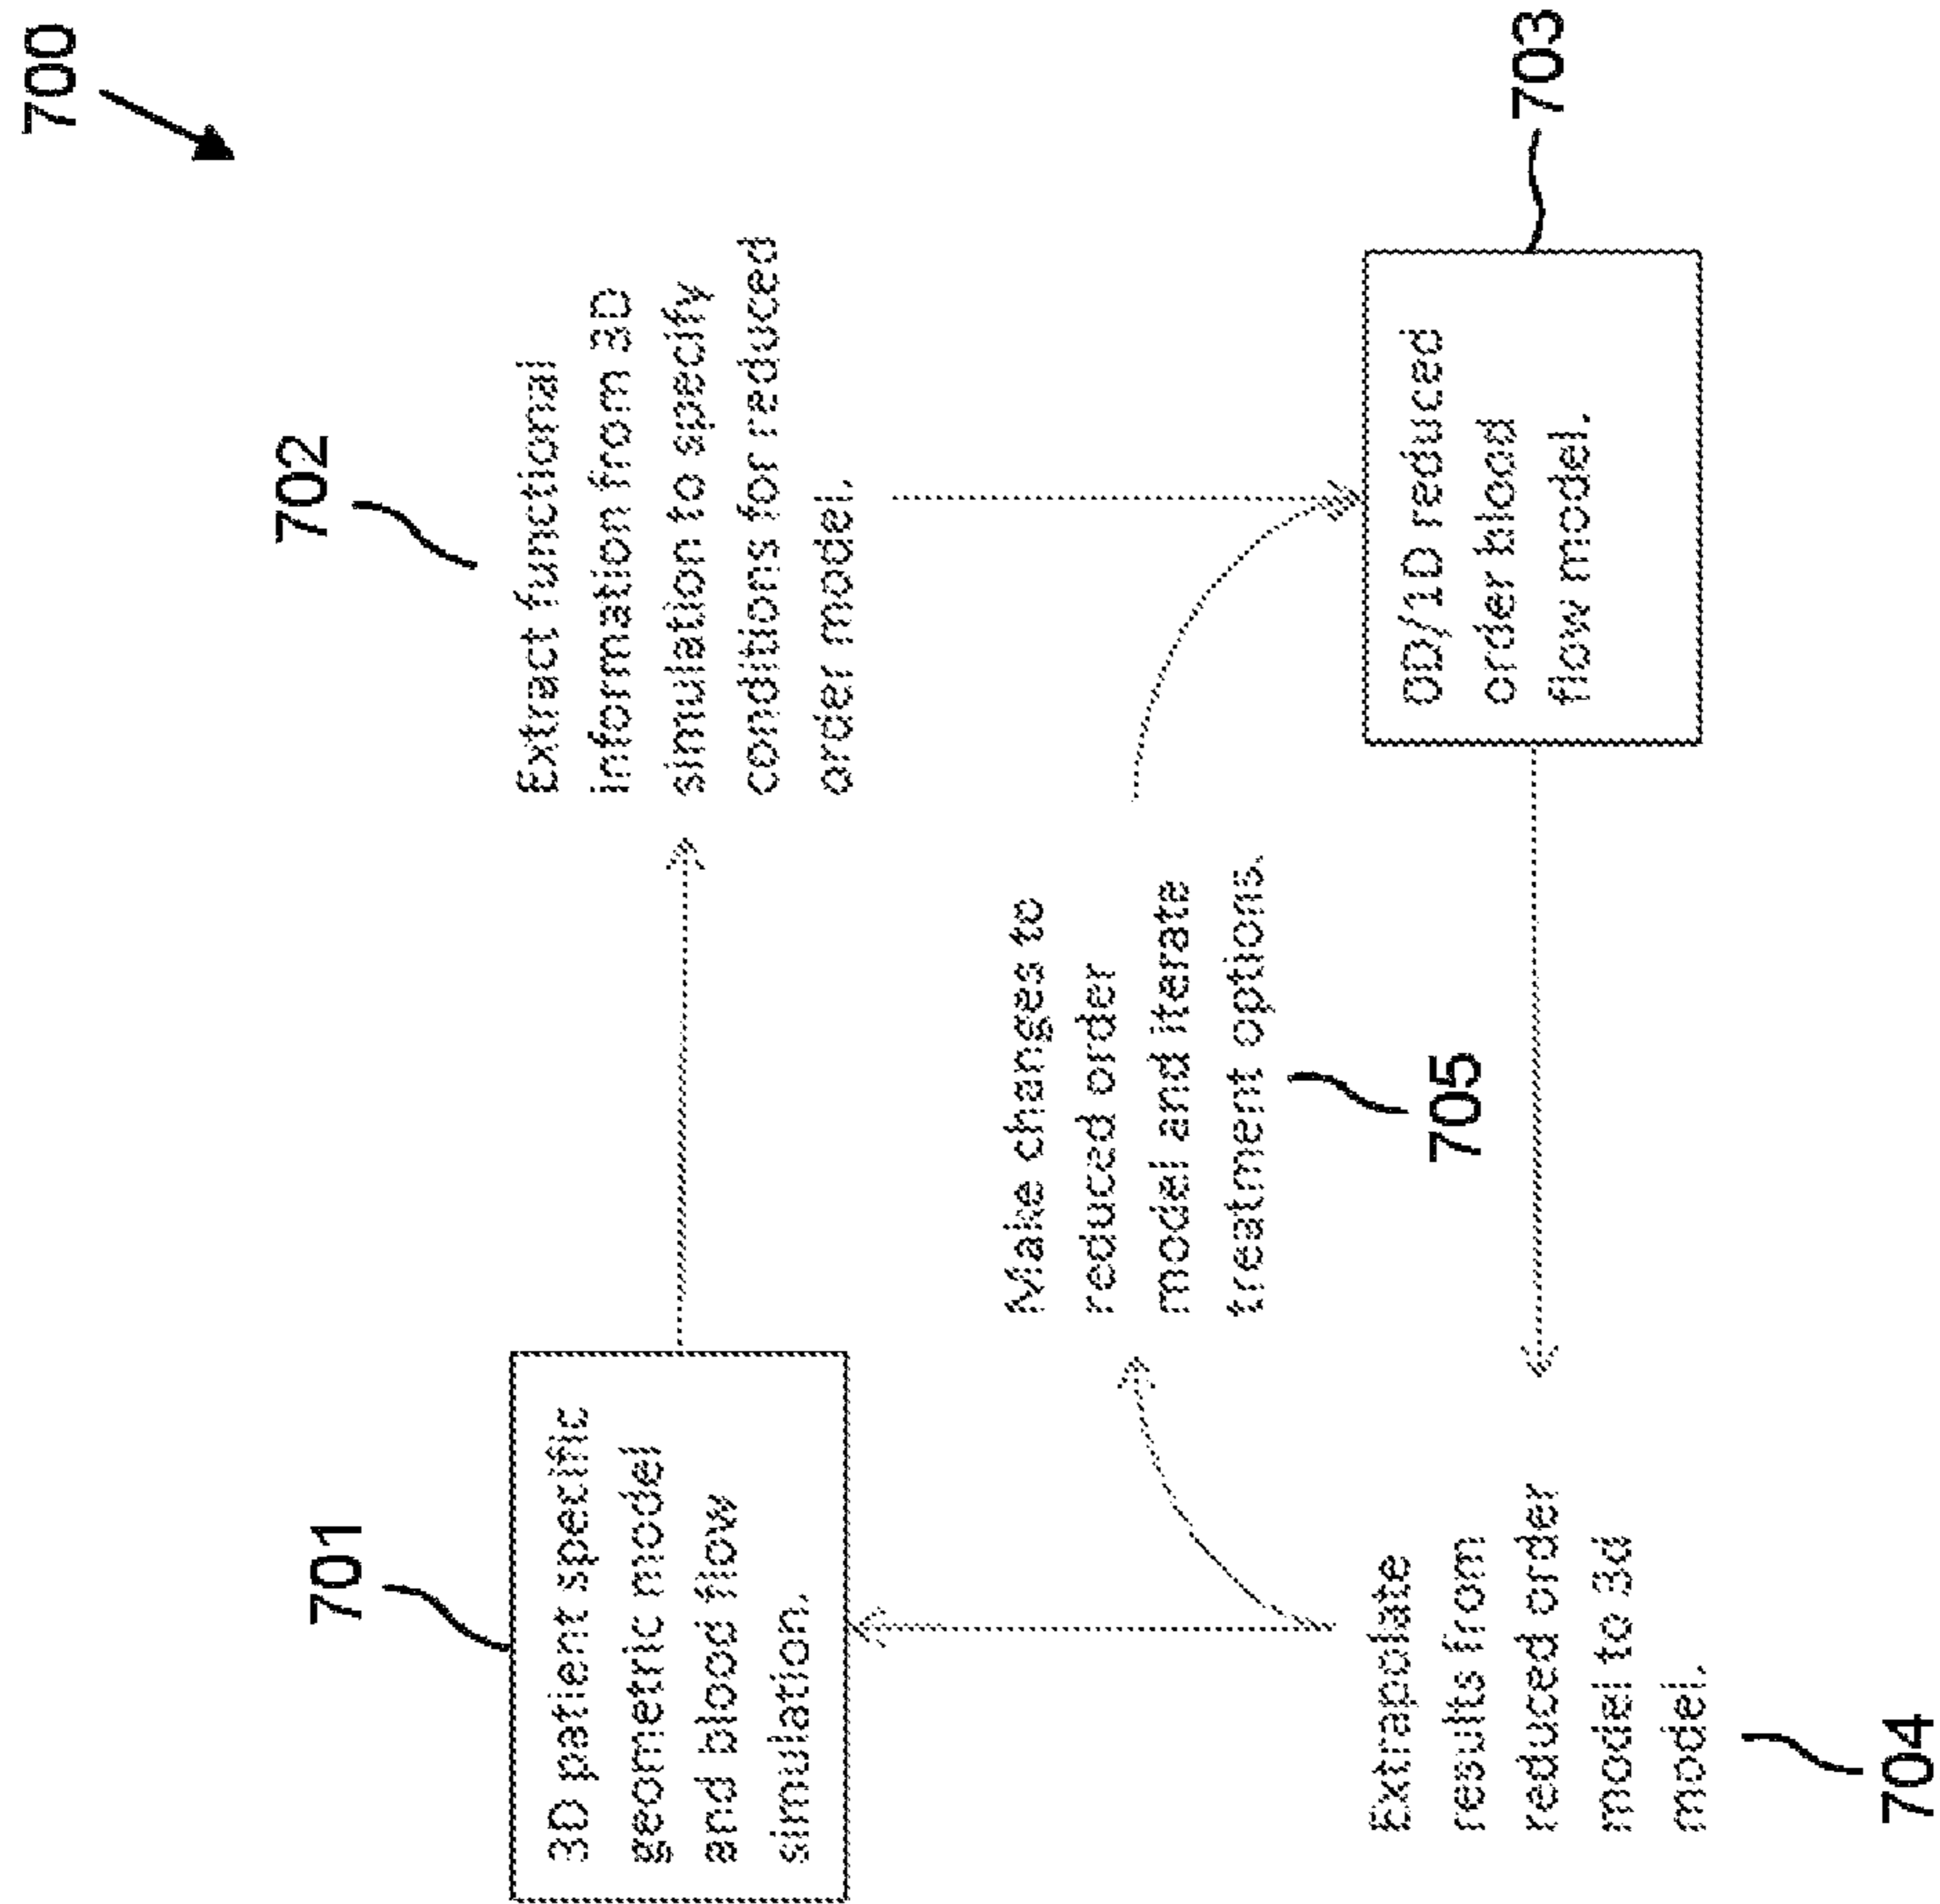 700
701
3D patient specific
geometric model
and blood flow
simulation.
702
Extract functional
information from 3D
simulation to specify
conditions for reduced
order model.
Make changes to
reduced order
model and iterate
treatment options.
705
703
0D/1D reduced
order blood
flow model.
Extrapolate
results from
reduced order
model to 3d
model.
704